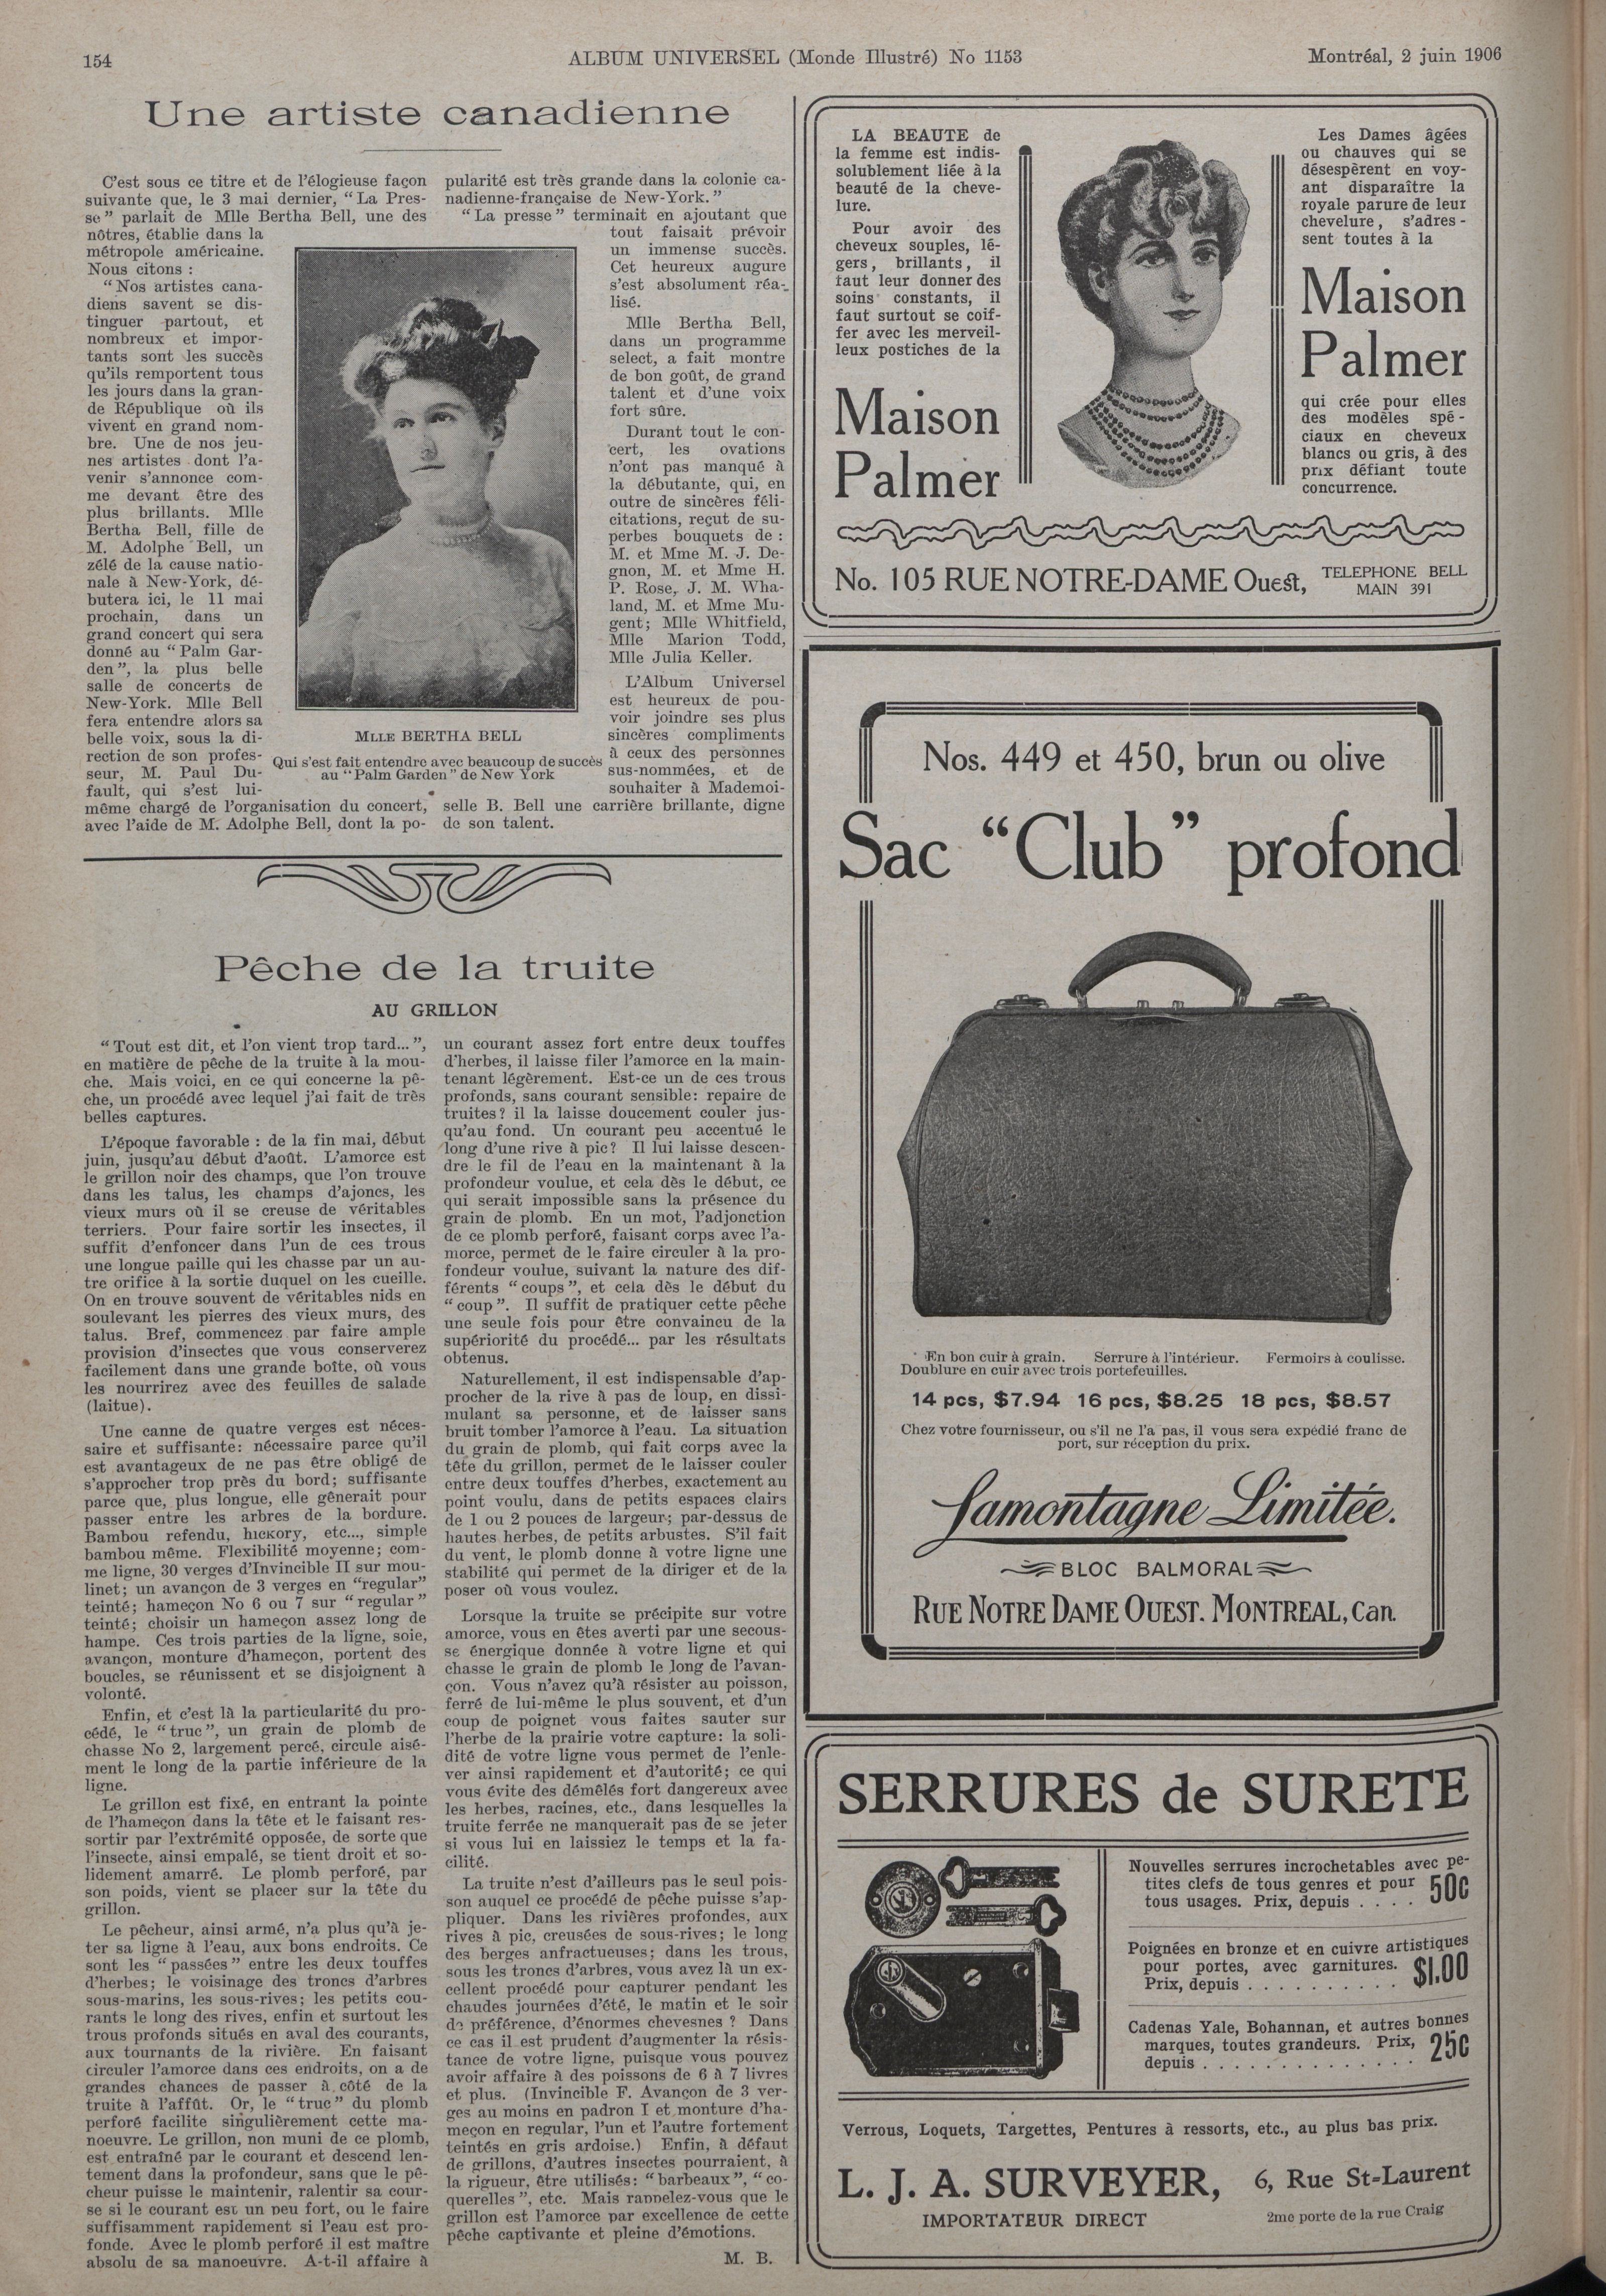 154
ALBUM UNIVERSEL (Monde Illustré) No 1153
Montréal, 2 juin 1906
Une artiste canadienne
C'est sous ce titre et de l'élogieuse façon
suivante que, le 3 mai dernier, "La Pres-
se" parlait de Mlle Bertha Bell, une des
nôtres, établie dans la
métropole américaine.
Nous citons :
"Nos artistes cana-
diens savent se dis-
tinguer partout, et
nombreux et impor-
tants sont les succès
qu'ils remportent tous
les jours dans la gran-
de République où ils
vivent en grand nom-
bre. Une de nos jeu-
nes artistes dont l'a-
venir s'annonce com-
me devant être des
plus brillants. Mlle
Bertha Bell, fille de
M. Adolphe Bell, un
zélé de la cause natio-
nale à New-York, dé-
butera ici, le 11 mai
prochain, dans un
grand concert qui sera
donné au "Palm Gar-
den", la plus belle
salle de concerts de
New-York. Mlle Bell
fera entendre alors sa
belle voix, sous la di-
rection de son profes-
seur, M. Paul Du-
fault, qui s'est lui-
même chargé de l'organisation du concert,
avec l'aide de M. Adolphe Bell, dont la po-
MLLE BERTHA BELL
Qui s'est fait entendre avec beaucoup de succès
au "Palm Garden" de New York
pularité est très grande dans la colonie ca-
nadienne-française de New-York."
"La presse" terminait en ajoutant que
tout faisait prévoir
un immense succès.
Cet heureux augure
s'est absolument réa-
lisé.
Mlle Bertha Bell,
dans un programme
select, a fait montre
de bon goût, de grand
talent et d'une voix
fort sûre.
Durant tout le con-
cert, les ovations
n'ont pas manqué à
la débutante, qui, en
outre de sincères féli-
citations, reçut de su-
perbes bouquets de :
M. et Mme M. J. De-
gnon, M. et Mme H.
P. Rose, J. M. Wha-
land, M. et Mme Mu-
gent; Mlle Whitfield,
Mlle Marion Todd,
Mlle Julia Keller.
L'Album Universel
est heureux de pou-
voir joindre ses plus
sincères compliments
à ceux des personnes
sus-nommées, et de
souhaiter à Mademoi-
selle B. Bell une carrière brillante, digne
de son talent.
Pêche de la truite
AU GRILLON
"Tout est dit, et l'on vient trop tard...",
en matière de pêche de la truite à la mou-
che. Mais voici, en ce qui concerne la pê-
che, un procédé avec lequel j'ai fait de très
belles captures.
L'époque favorable : de la fin mai, début
juin, jusqu'au début d'août. L'amorce est
le grillon noir des champs, que l'on trouve
dans les talus, les champs d'ajoncs, les
vieux murs où il se creuse de véritables
terriers. Pour faire sortir les insectes, il
suffit d'enfoncer dans l'un de ces trous
une longue paille qui les chasse par un au-
tre orifice à la sortie duquel on les cueille.
On en trouve souvent de véritables nids en
soulevant les pierres des vieux murs, des
talus. Bref, commencez par faire ample
provision d'insectes que vous conserverez
facilement dans une grande boîte, où vous
les nourrirez avec des feuilles de salade
(laitue).
Une canne de quatre verges est néces-
saire et suffisante: nécessaire parce qu'il
est avantageux de ne pas être obligé de
s'approcher trop près du bord; suffisante
parce que, plus longue, elle gênerait pour
passer entre les arbres de la bordure.
Bambou refendu, hickory, etc..., simple
bambou même. Flexibilité moyenne; com-
me ligne, 30 verges d'Invincible II sur mou-
linet; un avançon de 3 verges en "regular"
teinté; hameçon No 6 ou 7 sur "regular"
teinté; choisir un hameçon assez long de
hampe. Ces trois parties de la ligne, soie,
avançon, monture d'hameçon, portent des
boucles, se réunissent et se disjoignent à
volonté.
Enfin, et c'est là la particularité du pro-
cédé, le "truc", un grain de plomb de
chasse No 2, largement percé, circule aisé-
ment le long de la partie inférieure de la
ligne.
Le grillon est fixé, en entrant la pointe
de l'hameçon dans la tête et le faisant res-
sortir par l'extrémité opposée, de sorte que
l'insecte, ainsi empalé, se tient droit et so-
lidement amarré. Le plomb perforé, par
son poids, vient se placer sur la tête du
grillon.
Le pêcheur, ainsi armé, n'a plus qu'à je-
ter sa ligne à l'eau, aux bons endroits. Ce
sont les "passées" entre les deux touffes
d'herbes; le voisinage des troncs d'arbres
sous-marins, les sous-rives; les petits cou-
rants le long des rives, enfin et surtout les
trous profonds situés en aval des courants,
aux tournants de la rivière. En faisant
circuler l'amorce dans ces endroits, on a de
grandes chances de passer à côté de la
truite à l'affût. Or, le "truc" du plomb
perforé facilite singulièrement cette ma-
noeuvre. Le grillon, non muni de ce plomb,
est entraîné par le courant et descend len-
tement dans la profondeur, sans que le pê-
cheur puisse le maintenir, ralentir sa cour-
se si le courant est un peu fort, ou le faire
suffisamment rapidement si l'eau est pro-
fonde. Avec le plomb perforé il est maître
absolu de sa manoeuvre. A-t-il affaire à
un courant assez fort entre deux touffes
d'herbes, il laisse filer l'amorce en la main-
tenant légèrement. Est-ce un de ces trous
profonds, sans courant sensible: repaire de
truites? il la laisse doucement couler jus-
qu'au fond. Un courant peu accentué le
long d'une rive à pic? Il lui laisse descen-
dre le fil de l'eau en la maintenant à la
profondeur voulue, et cela dès le début, ce
qui serait impossible sans la présence du
grain de plomb. En un mot, l'adjonction
de ce plomb perforé, faisant corps avec l'a-
morce, permet de le faire circuler à la pro-
fondeur voulue, suivant la nature des dif-
férents "coups", et cela dès le début du
"coup". Il suffit de pratiquer cette pêche
une seule fois pour être convaincu de la
supériorité du procédé... par les résultats
obtenus.
Naturellement, il est indispensable d'ap-
procher de la rive à pas de loup, en dissi-
mulant sa personne, et de laisser sans
bruit tomber l'amorce à l'eau. La situation
du grain de plomb, qui fait corps avec la
tête du grillon, permet de le laisser couler
entre deux touffes d'herbes, exactement au
point voulu, dans de petits espaces clairs
de 1 ou 2 pouces de largeur; par-dessus de
hautes herbes, de petits arbustes. S'il fait
du vent, le plomb donne à votre ligne une
stabilité qui permet de la diriger et de la
poser où vous voulez.
Lorsque la truite se précipite sur votre
amorce, vous en êtes averti par une secous-
se énergique donnée à votre ligne et qui
chasse le grain de plomb le long de l'avan-
çon. Vous n'avez qu'à résister au poisson,
ferré de lui-même le plus souvent, et d'un
coup de poignet vous faites sauter sur
l'herbe de la prairie votre capture: la soli-
dité de votre ligne vous permet de l'enle-
ver ainsi rapidement et d'autorité; ce qui
vous évite des démêlés fort dangereux avec
les herbes, racines, etc., dans lesquelles la
truite ferrée ne manquerait pas de se jeter
si vous lui en laissiez le temps et la fa-
cilité.
La truite n'est d'ailleurs pas le seul pois-
son auquel ce procédé de pêche puisse s'ap-
pliquer. Dans les rivières profondes, aux
rives à pic, creusées de sous-rives; le long
des berges anfractueuses; dans les trous,
sous les troncs d'arbres, vous avez là un ex-
cellent procédé pour capturer pendant les
chaudes journées d'été, le matin et le soir
de préférence, d'énormes chevesnes ? Dans
ce cas il est prudent d'augmenter la résis-
tance de votre ligne, puisque vous pouvez
avoir affaire à des poissons de 6 à 7 livres
et plus. (Invincible F. Avançon de 3 ver-
ges au moins en padron I et monture d'ha-
meçon en regular, l'un et l'autre fortement
teintés en gris ardoise.) Enfin, à défaut
de grillons, d'autres insectes pourraient, à
la rigueur, être utilisés: "barbeaux", "co-
querelles", etc. Mais rappelez-vous que le
grillon est l'amorce par excellence de cette
pêche captivante et pleine d'émotions.
M. B.
LA BEAUTE de
la femme est indis-
solublement liée à la
beauté de la cheve-
lure.
Pour avoir des
cheveux souples, lé-
gers, brillants, il
faut leur donner des
soins constants, il
faut surtout se coif-
fer avec les merveil-
leux postiches de la
Maison
Palmer
Les Dames âgées
ou chauves qui se
désespèrent en voy-
ant disparaître la
royale parure de leur
chevelure, s'adres-
sent toutes à la
Maison
Palmer
qui crée pour elles
des modèles spé-
ciaux en cheveux
blancs ou gris, à des
prix défiant toute
concurrence.
No. 105 RUE NOTRE-DAME Ouest,
TELEPHONE BELL
MAIN 391
Nos. 449 et 450, brun ou olive
Sac "Club" profond
En bon cuir à grain. Serrure à l'intérieur. Fermoirs à coulisse.
Doublure en cuir avec trois portefeuilles.
14 pcs, $7.94 16 pcs, $8.25 18 pcs, $8.57
Chez votre fournisseur, ou s'il ne l'a pas, il vous sera expédié franc de
port, sur réception du prix.
Lamontagne Limitée.
BLOC BALMORAL
RUE NOTRE DAME OUEST. MONTREAL, Can.
SERRURES de SURETE
Nouvelles serrures incrochetables avec pe-
tites clefs de tous genres et pour
tous usages. Prix, depuis . . . . 50c
Poignées en bronze et en cuivre artistiques
pour portes, avec garnitures.
Prix, depuis . . . . . . . . . . $1.00
Cadenas Yale, Bohannan, et autres bonnes
marques, toutes grandeurs. Prix,
depuis . . . . . . . . . . . . . . 25c
Verrous, Loquets, Targettes, Pentures à ressorts, etc., au plus bas prix.
L. J. A. SURVEYER,
IMPORTATEUR DIRECT
6, Rue St-Laurent
2me porte de la rue Craig